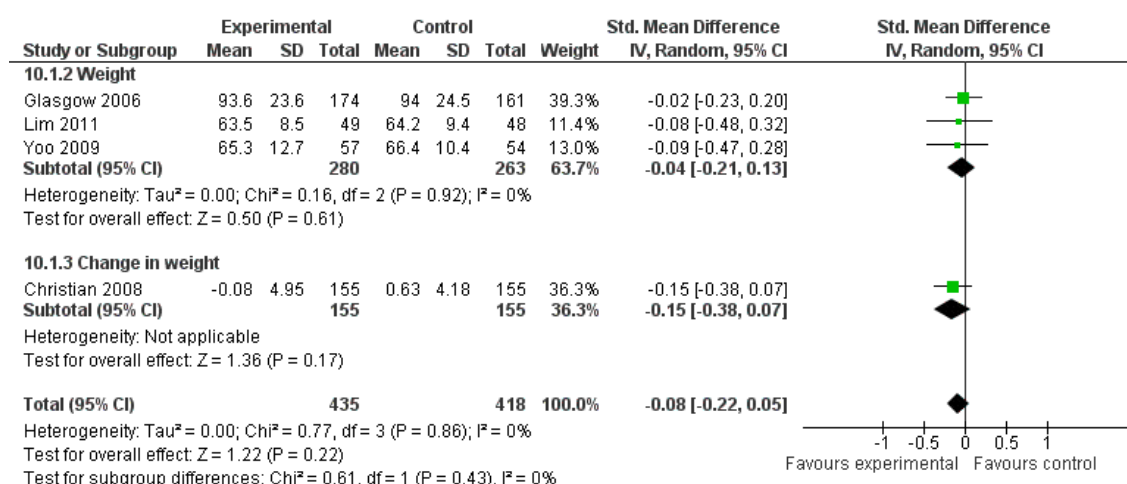 Experimental Control Std. Mean Difference Std. Mean Difference
Study or Subgroup Mean SD Total Mean SD Total Weight IV, Random, 95% CI IV, Random, 95% CI
10.1.2 Weight
Glasgow 2006 93.6 23.6 174 94 24.5 161 39.3% -0.02 [-0.23, 0.20]
Lim 2011 63.5 8.5 49 64.2 9.4 48 11.4% -0.08 [-0.48, 0.32]
Yoo 2009 65.3 12.7 57 66.4 10.4 54 13.0% -0.09 [-0.47, 0.28]
Subtotal (95% CI) 280 263 63.7% -0.04 [-0.21, 0.13]
Heterogeneity: Tau² = 0.00; Chi² = 0.16, df = 2 (P = 0.92); I² = 0%
Test for overall effect: Z = 0.50 (P = 0.61)
10.1.3 Change in weight
Christian 2008 -0.08 4.95 155 0.63 4.18 155 36.3% -0.15 [-0.38, 0.07]
Subtotal (95% CI) 155 155 36.3% -0.15 [-0.38, 0.07]
Heterogeneity: Not applicable
Test for overall effect: Z = 1.36 (P = 0.17)
Total (95% CI) 435 418 100.0% -0.08 [-0.22, 0.05]
Heterogeneity: Tau² = 0.00; Chi² = 0.77, df = 3 (P = 0.86); I² = 0%
Test for overall effect: Z = 1.22 (P = 0.22)
Test for subgroup differences: Chi² = 0.61, df = 1 (P = 0.43), I² = 0%
-1 -0.5 0 0.5 1
Favours experimental Favours control